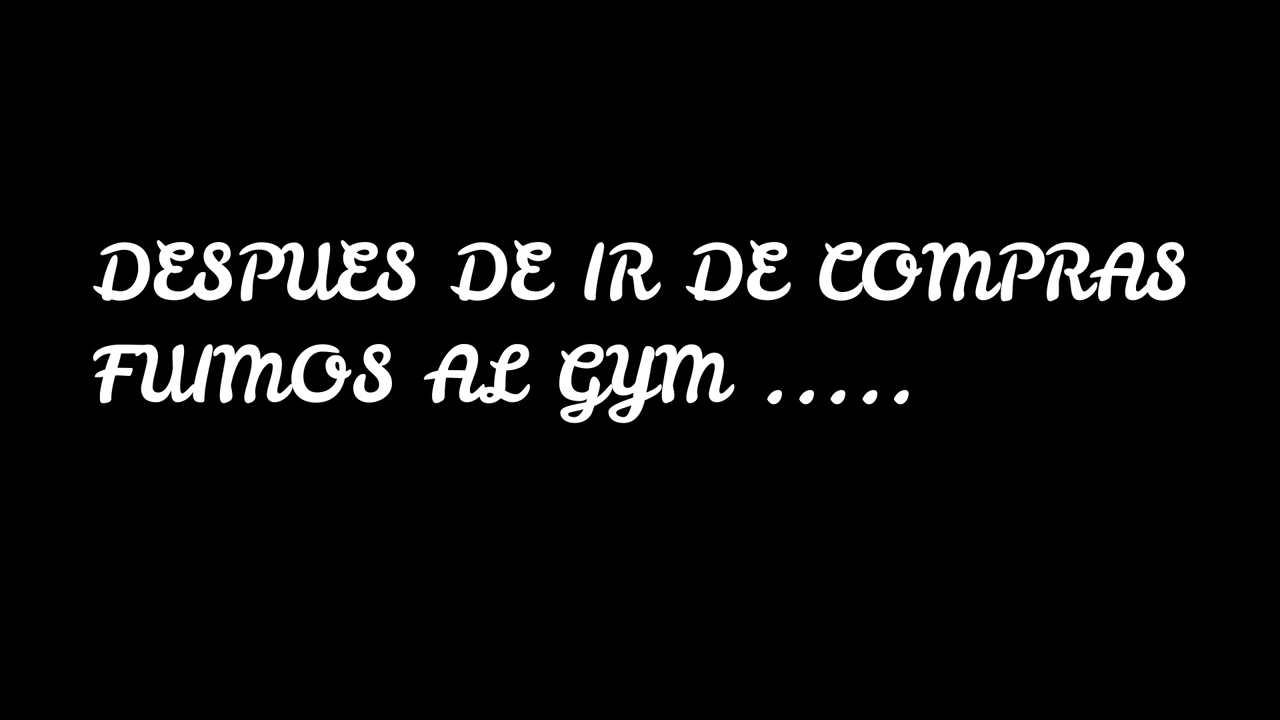 DESPUES DE IR DE COMPRAS
FUIMOS AL GYM .....